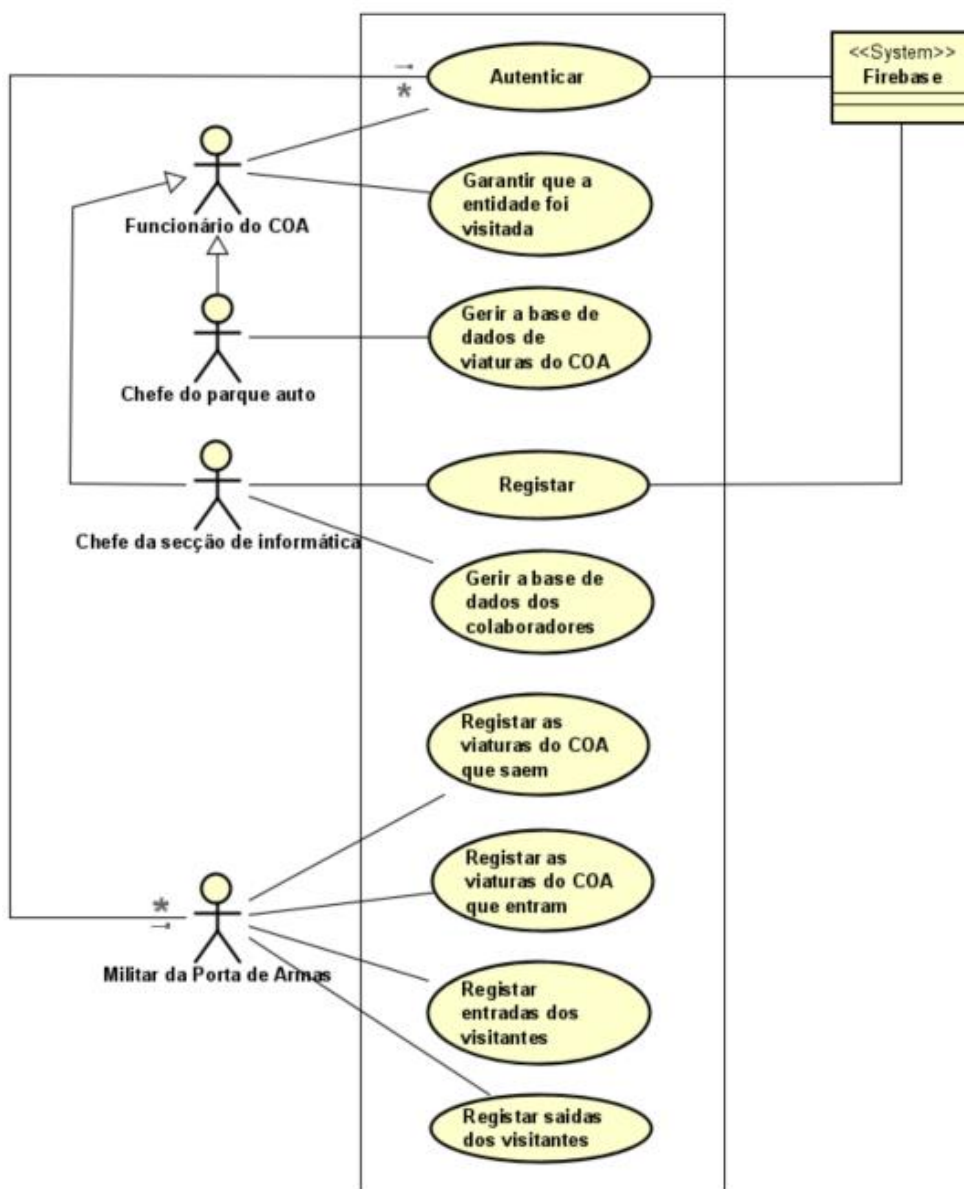 <<System>>
Firebase
Autenticar
*
Garantir que a
entidade foi
visitada
Funcionário do COA
Gerir a base de
dados de
viaturas do COA
Chefe do parque auto
Registar
Chefe da secção de informática
Gerir a base de
dados dos
colaboradores
Registar as
viaturas do COA
que saem
Registar as
viaturas do COA
que entram
*
Militar da Porta de Armas
Registar
entradas dos
visitantes
Registar saidas
dos visitantes